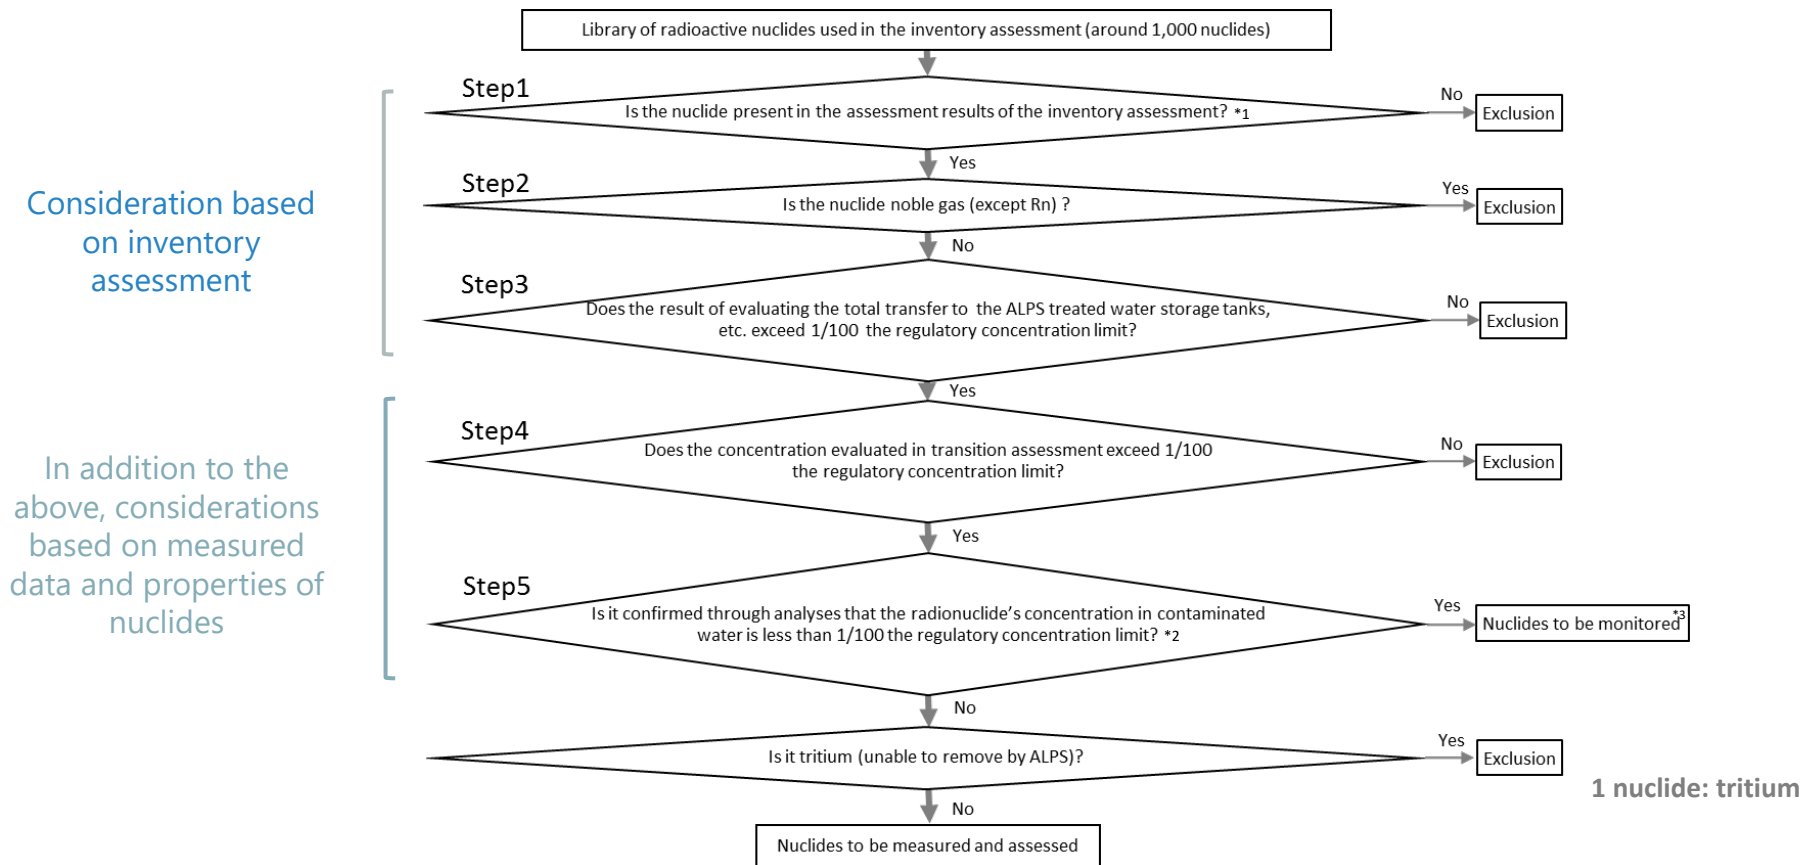 Library of radioactive nuclides used in the inventory assessment (around 1,000 nuclides)
Step1
Is the nuclide present in the assessment results of the inventory assessment? *1
No
Exclusion
Yes
Step2
Is the nuclide noble gas (except Rn) ?
Yes
Exclusion
No
Consideration based
on inventory
assessment
Step3
Does the result of evaluating the total transfer to the ALPS treated water storage tanks,
etc. exceed 1/100 the regulatory concentration limit?
No
Exclusion
Yes
Step4
Does the concentration evaluated in transition assessment exceed 1/100
the regulatory concentration limit?
No
Exclusion
Yes
In addition to the
above, considerations
based on measured
data and properties of
nuclides
Step5
Is it confirmed through analyses that the radionuclide's concentration in contaminated
water is less than 1/100 the regulatory concentration limit? *2
Yes
Nuclides to be monitored*3
No
Is it tritium (unable to remove by ALPS)?
Yes
Exclusion
1 nuclide: tritium
No
Nuclides to be measured and assessed